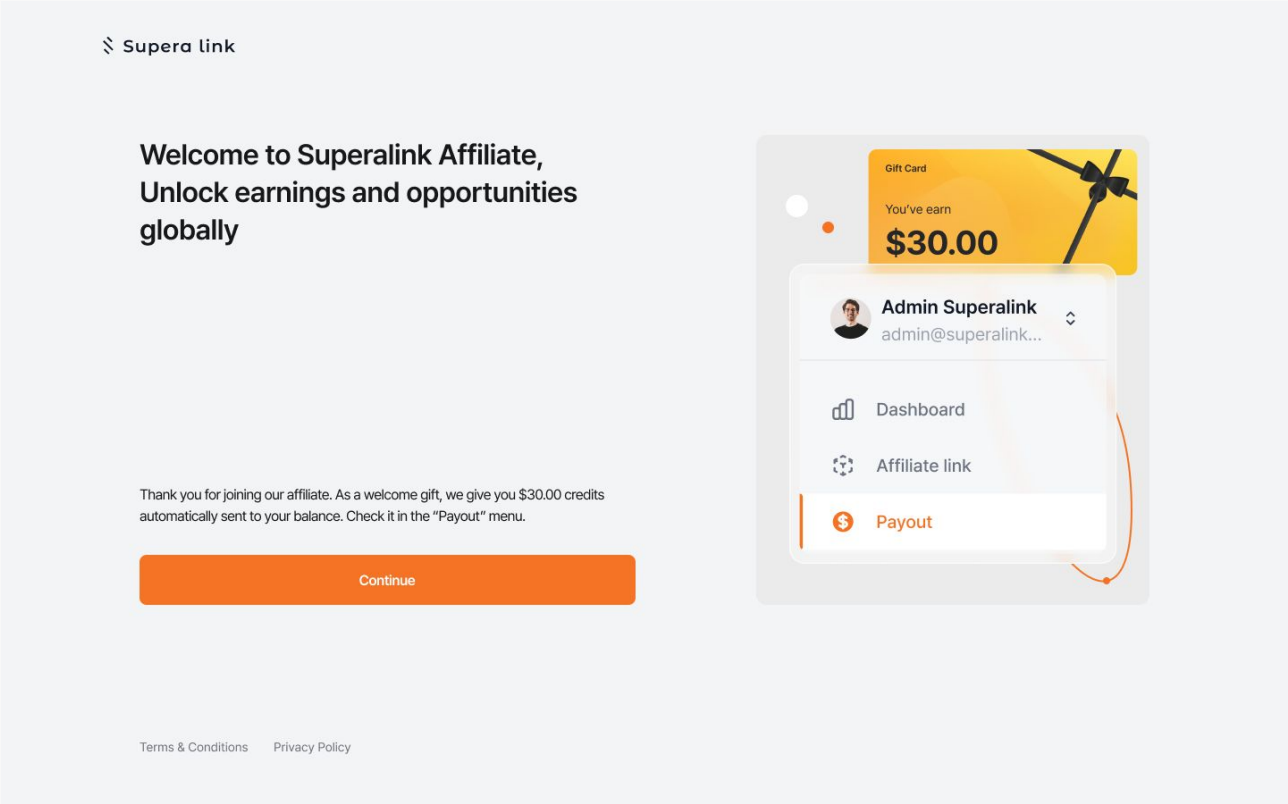 Supera link
Welcome to Superalink Affiliate,
Unlock earnings and opportunities
globally
Thank you for joining our affiliate. As a welcome gift, we give you $30.00 credits
automatically sent to your balance. Check it in the “Payout” menu.
Continue
Terms & Conditions Privacy Policy
Gift Card
You’ve earn
$30.00
Admin Superalink
admin@superalink...
Dashboard
Affiliate link
Payout